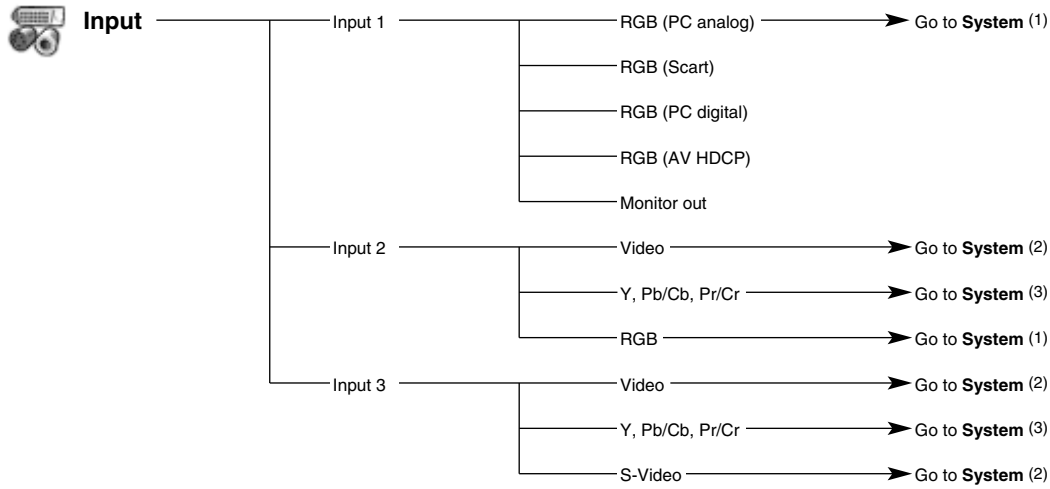 Input
Input 1
RGB (PC analog)
Go to System (1)
RGB (Scart)
RGB (PC digital)
RGB (AV HDCP)
Monitor out
Input 2
Video
Go to System (2)
Y, Pb/Cb, Pr/Cr
Go to System (3)
RGB
Go to System (1)
Input 3
Video
Go to System (2)
Y, Pb/Cb, Pr/Cr
Go to System (3)
S-Video
Go to System (2)